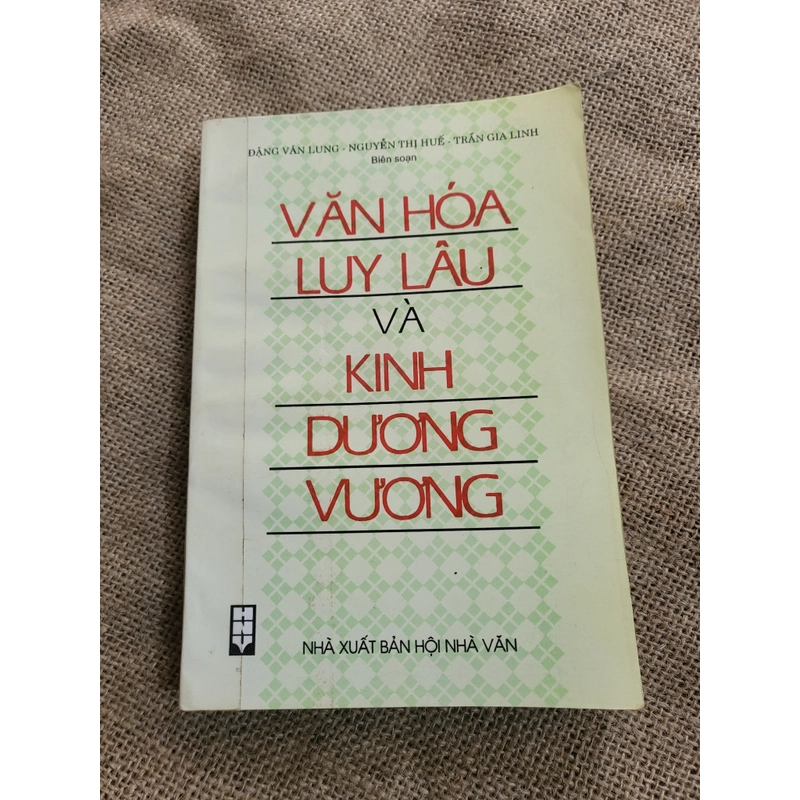 ĐẶNG VĂN LUNG - NGUYỄN THỊ HUẾ - TRẦN GIA LINH
Biên soạn
VĂN HÓA
LUY LÂU
VÀ
KINH
DƯƠNG
VƯƠNG
HNV
NHÀ XUẤT BẢN HỘI NHÀ VĂN